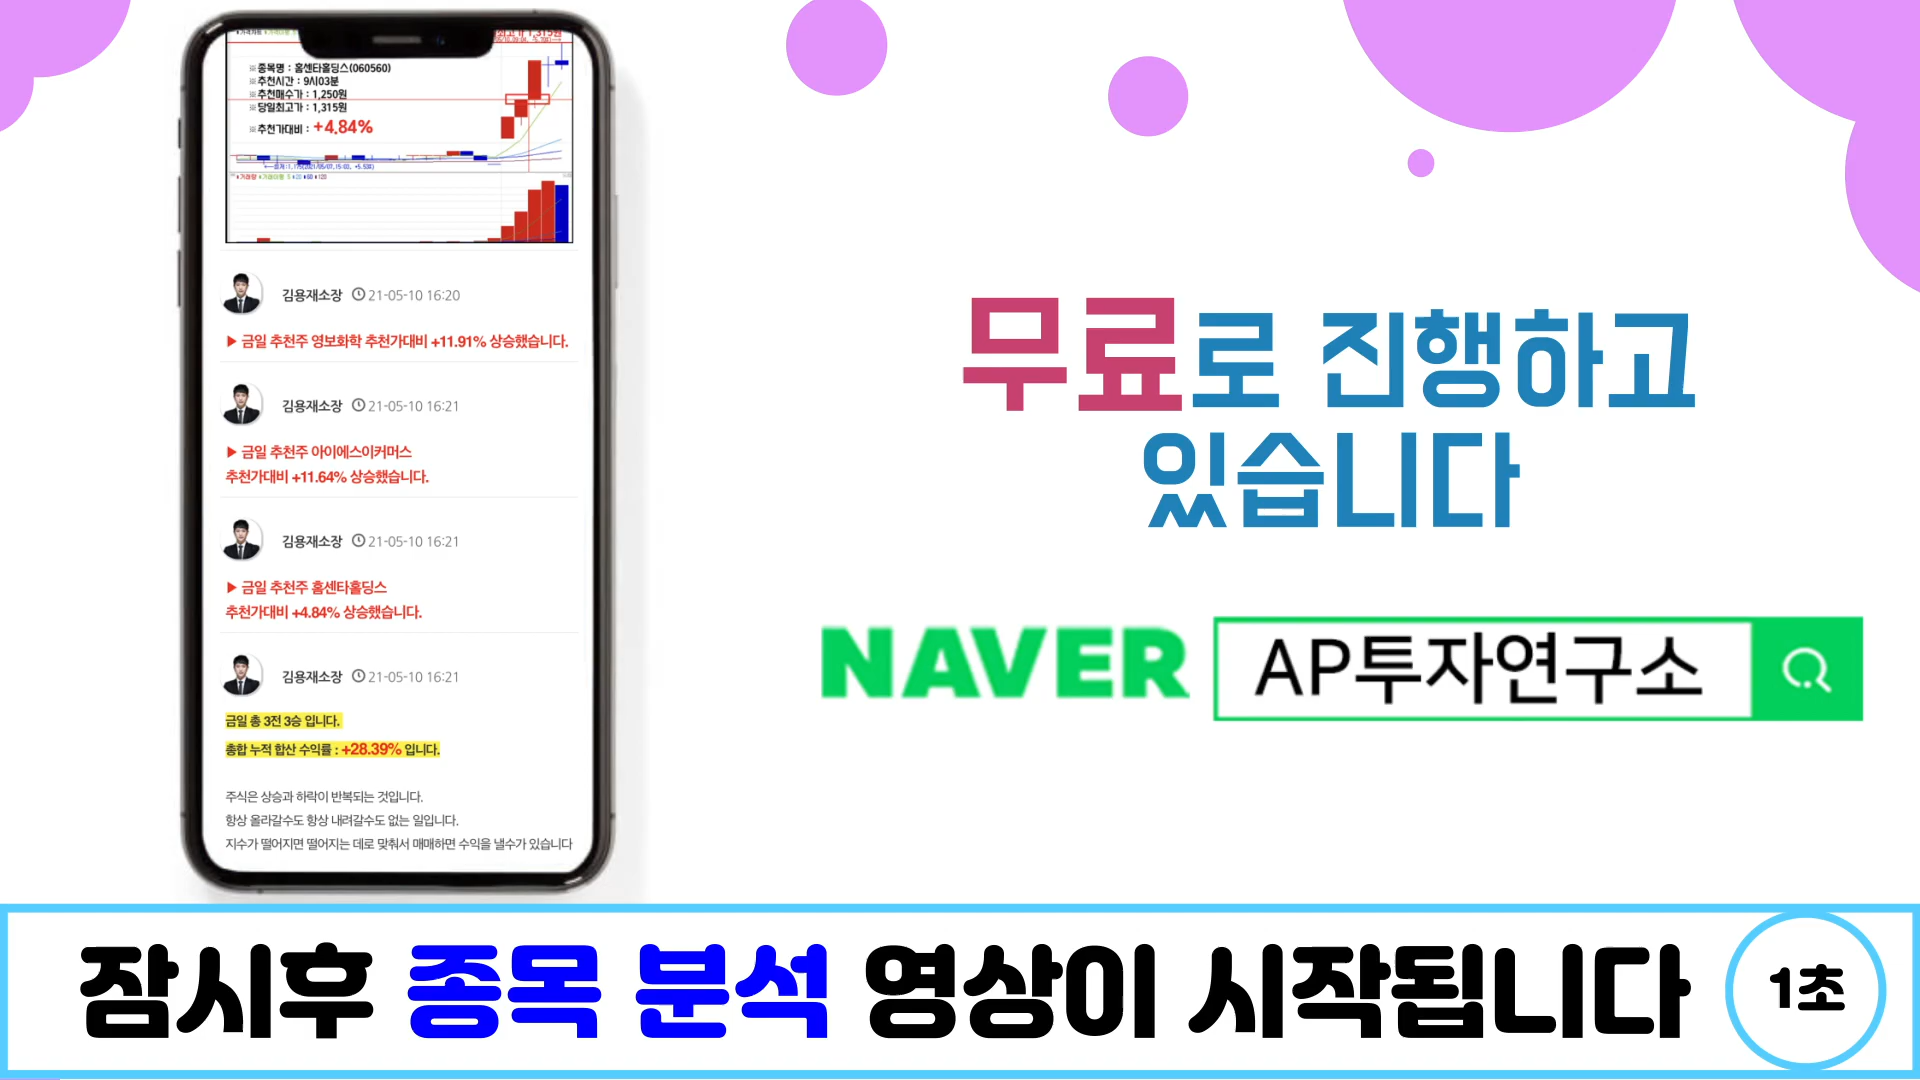 ※종목명 : 홈센타홀딩스(060560)
※추천시간 : 9시03분
※추천매수가 : 1,250원
※당일최고가 : 1,315원
※추천가대비 : +4.84%
김용재소장 21-05-10 16:20
▶ 금일 추천주 영보화학 추천가대비 +11.91% 상승했습니다.
김용재소장 21-05-10 16:21
▶ 금일 추천주 아이에스이커머스
추천가대비 +11.64% 상승했습니다.
김용재소장 21-05-10 16:21
▶ 금일 추천주 홈센타홀딩스
추천가대비 +4.84% 상승했습니다.
김용재소장 21-05-10 16:21
금일 총 3전 3승 입니다.
총합 누적 합산 수익률 : +28.39% 입니다.
주식은 상승과 하락이 반복되는 것입니다.
항상 올라갈수도 항상 내려갈수도 없는 일입니다.
지수가 떨어지면 떨어지는 데로 맞춰서 매매하면 수익을 낼수가 있습니다
무료로 진행하고
있습니다
NAVER AP투자연구소
잠시후 종목 분석 영상이 시작됩니다 1초